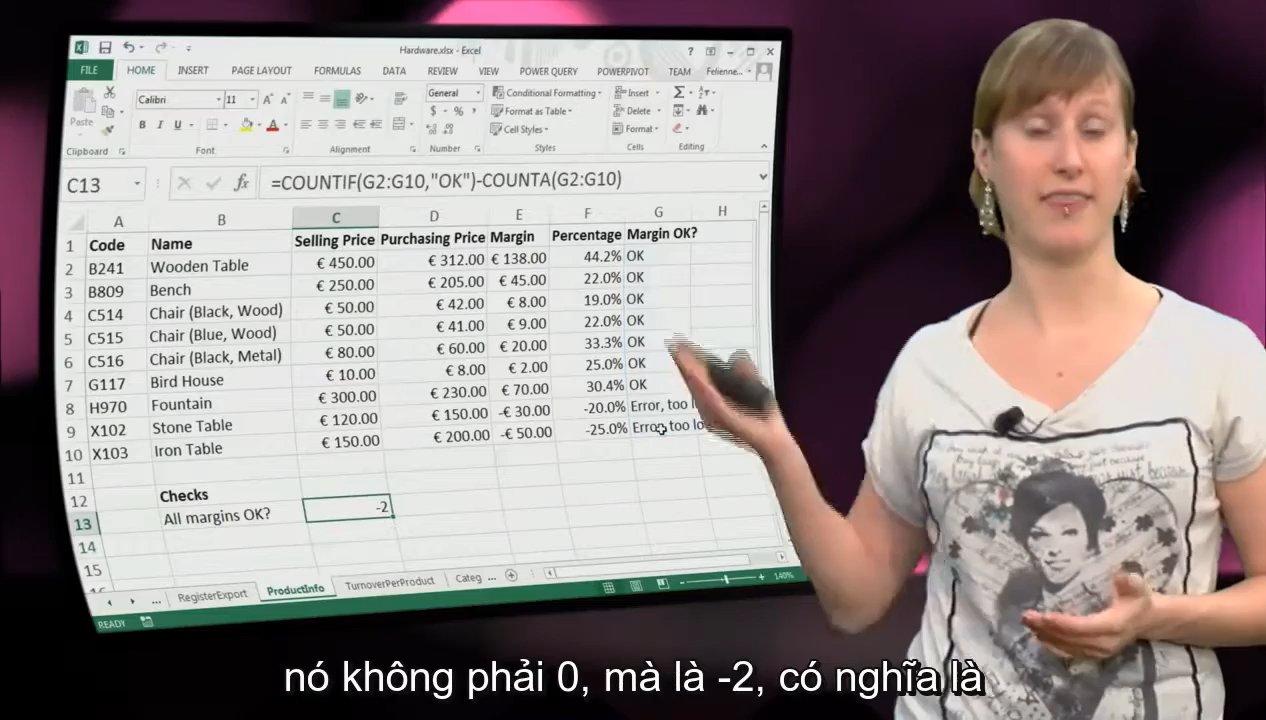 Hardware.xlsx - Excel
FILE HOME INSERT PAGE LAYOUT FORMULAS DATA REVIEW VIEW POWER QUERY POWERPIVOT TEAM Felienne...
Paste
Calibri 11
B I U
General
$ % ,
Conditional Formatting
Format as Table
Cell Styles
Insert
Delete
Format
Clipboard Font Alignment Number Styles Cells Editing
C13 fx =COUNTIF(G2:G10,"OK")-COUNTA(G2:G10)
A B C D E F G H
1 Code Name Selling Price Purchasing Price Margin Percentage Margin OK?
2 B241 Wooden Table € 450.00 € 312.00 € 138.00 44.2% OK
3 B809 Bench € 250.00 € 205.00 € 45.00 22.0% OK
4 C514 Chair (Black, Wood) € 50.00 € 42.00 € 8.00 19.0% OK
5 C515 Chair (Blue, Wood) € 50.00 € 41.00 € 9.00 22.0% OK
6 C516 Chair (Black, Metal) € 80.00 € 60.00 € 20.00 33.3% OK
7 G117 Bird House € 10.00 € 8.00 € 2.00 25.0% OK
8 H970 Fountain € 300.00 € 230.00 € 70.00 30.4% OK
9 X102 Stone Table € 120.00 € 150.00 -€ 30.00 -20.0% Error, too
10 X103 Iron Table € 150.00 € 200.00 -€ 50.00 -25.0% Error, too lo
11
12 Checks
13 All margins OK? -2
14
15
... RegisterExport ProductInfo TurnoverPerProduct Categ ...
READY 140%
nó không phải 0, mà là -2, có nghĩa là